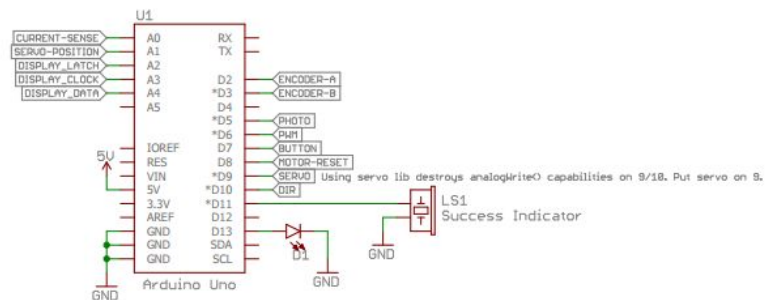 U1
CURRENT-SENSE A0 RX
SERVO-POSITION A1 TX
DISPLAY_LATCH A2
DISPLAY_CLOCK A3 D2 ENCODER-A
DISPLAY_DATA A4 *D3 ENCODER-B
A5 D4
*D5 PHOTO
*D6 PWM
IOREF D7 BUTTON
5V RES D8 MOTOR-RESET
VIN *D9 SERVO Using servo lib destroys analogWrite() capabilities on 9/10. Put servo on 9.
5V *D10 DIR
3.3V *D11 LS1
AREF D12 Success Indicator
GND D13
GND SDA D1
GND SCL GND
Arduino Uno GND
GND